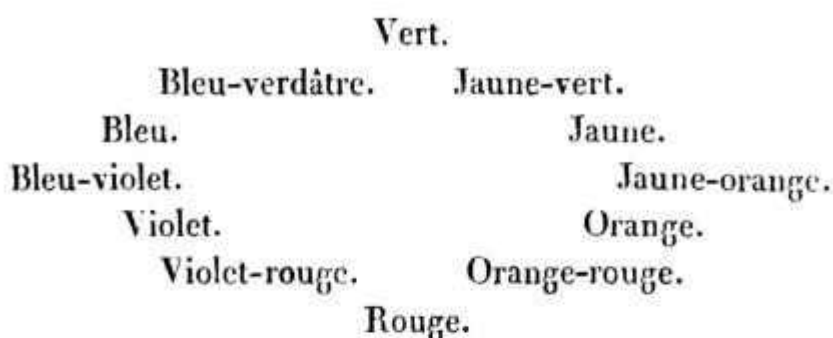 Vert.
Bleu-verdâtre. Jaune-vert.
Bleu. Jaune.
Bleu-violet. Jaune-orange.
Violet. Orange.
Violet-rouge. Orange-rouge.
Rouge.